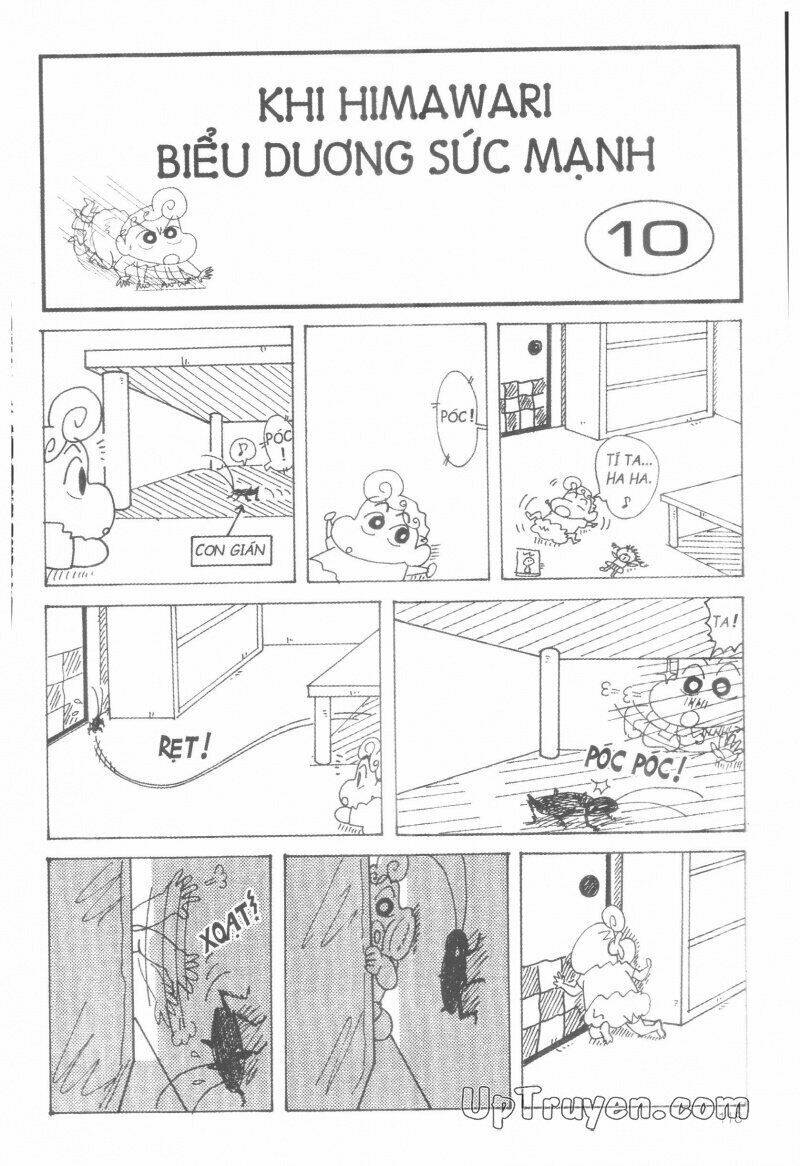 KHI HIMAWARI
BIỂU DƯƠNG SỨC MẠNH
10
TÍ TA...
HA HA.
♪
PÓC!
♪
PÓC
!
CON GIÁN
TA!
PÓC PÓC!
RẸT!
XOẠT!
UpTruyen.com